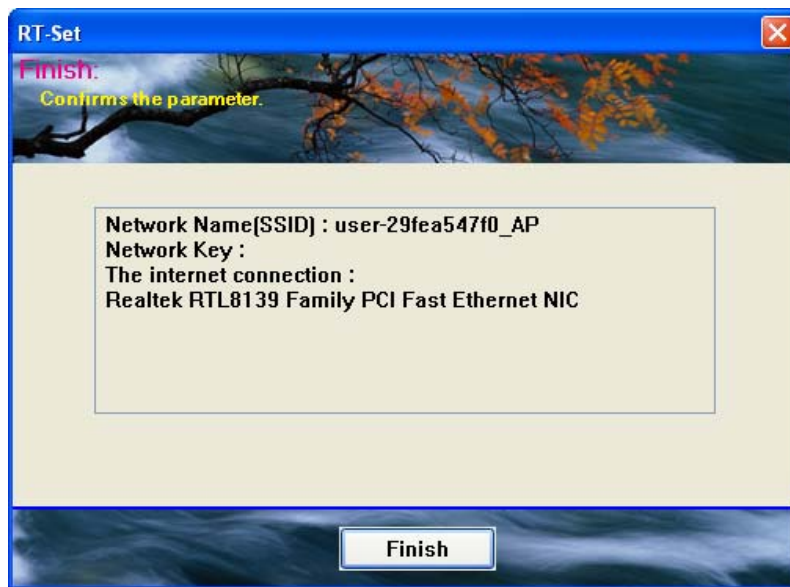 RT-Set
Finish:
Confirms the parameter.
Network Name(SSID) : user-29fea547f0_AP
Network Key :
The internet connection :
Realtek RTL8139 Family PCI Fast Ethernet NIC
Finish